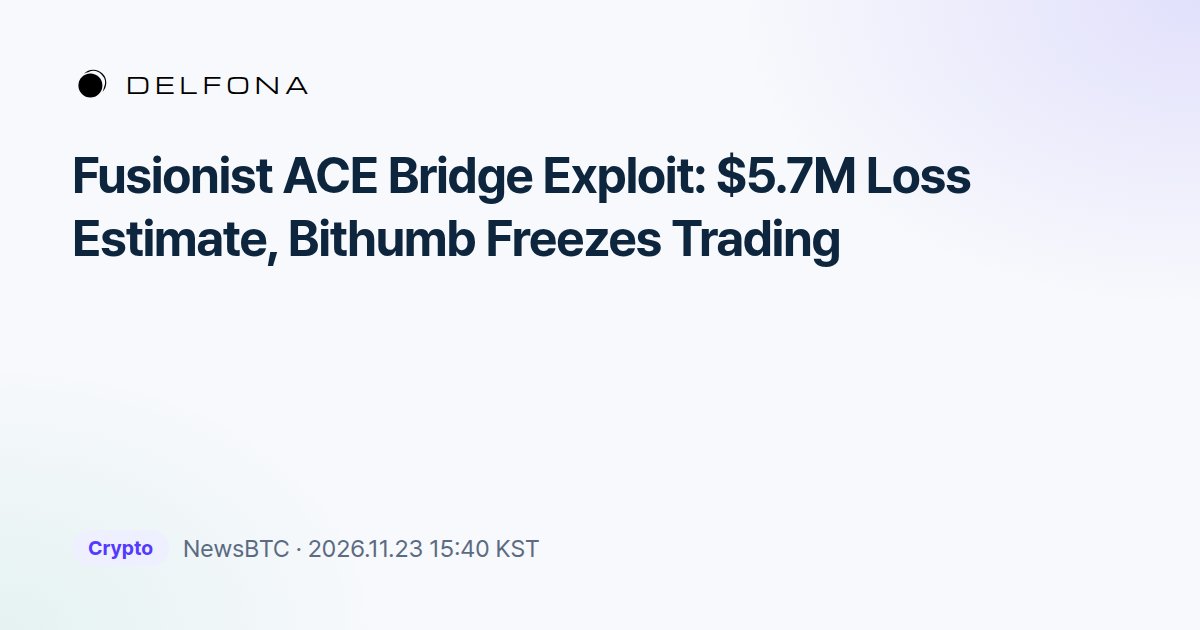 DELFONA
Fusionist ACE Bridge Exploit: $5.7M Loss
Estimate, Bithumb Freezes Trading
Crypto NewsBTC · 2026.11.23 15:40 KST